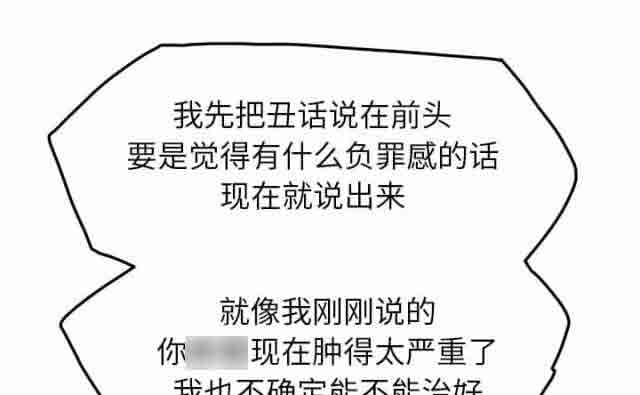 我先把丑话说在前头
要是觉得有什么负罪感的话
现在就说出来
就像我刚刚说的
你现在肿得太严重了
我也不确定能不能治好